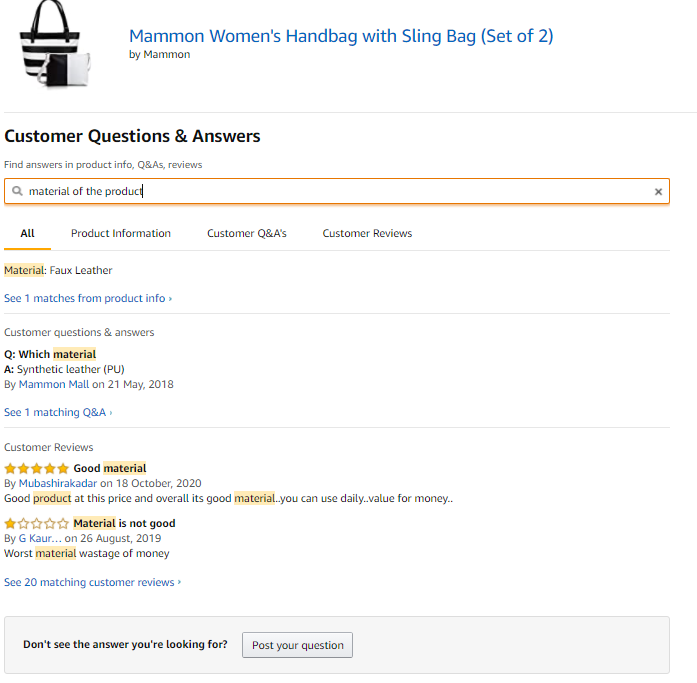 Mammon Women's Handbag with Sling Bag (Set of 2)
by Mammon
Customer Questions & Answers
Find answers in product info, Q&As, reviews
material of the product
All Product Information Customer Q&A's Customer Reviews
Material: Faux Leather
See 1 matches from product info ›
Customer questions & answers
Q: Which material
A: Synthetic leather (PU)
By Mammon Mall on 21 May, 2018
See 1 matching Q&A ›
Customer Reviews
Good material
By Mubashirakadar on 18 October, 2020
Good product at this price and overall its good material..you can use daily..value for money..
Material is not good
By G Kaur... on 26 August, 2019
Worst material wastage of money
See 20 matching customer reviews ›
Don't see the answer you're looking for? Post your question